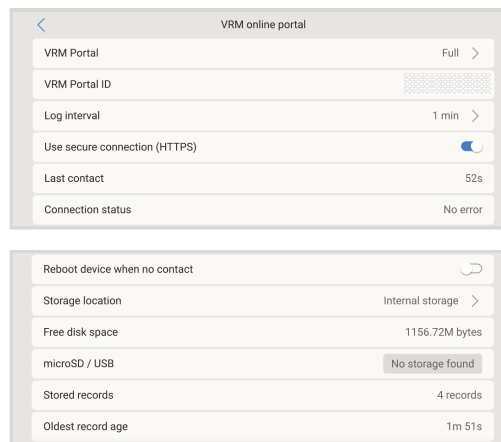 VRM online portal
VRM Portal Full
VRM Portal ID
Log interval 1 min
Use secure connection (HTTPS)
Last contact 52s
Connection status No error
Reboot device when no contact
Storage location Internal storage
Free disk space 1156.72M bytes
microSD / USB No storage found
Stored records 4 records
Oldest record age 1m 51s